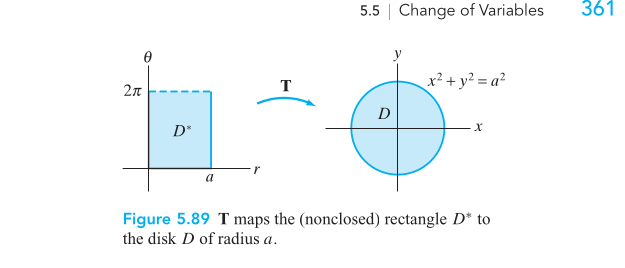 5.5 | Change of Variables 361
θ
2π
D*
a
r
T
y
x² + y² = a²
D
x
Figure 5.89 T maps the (nonclosed) rectangle D* to
the disk D of radius a.